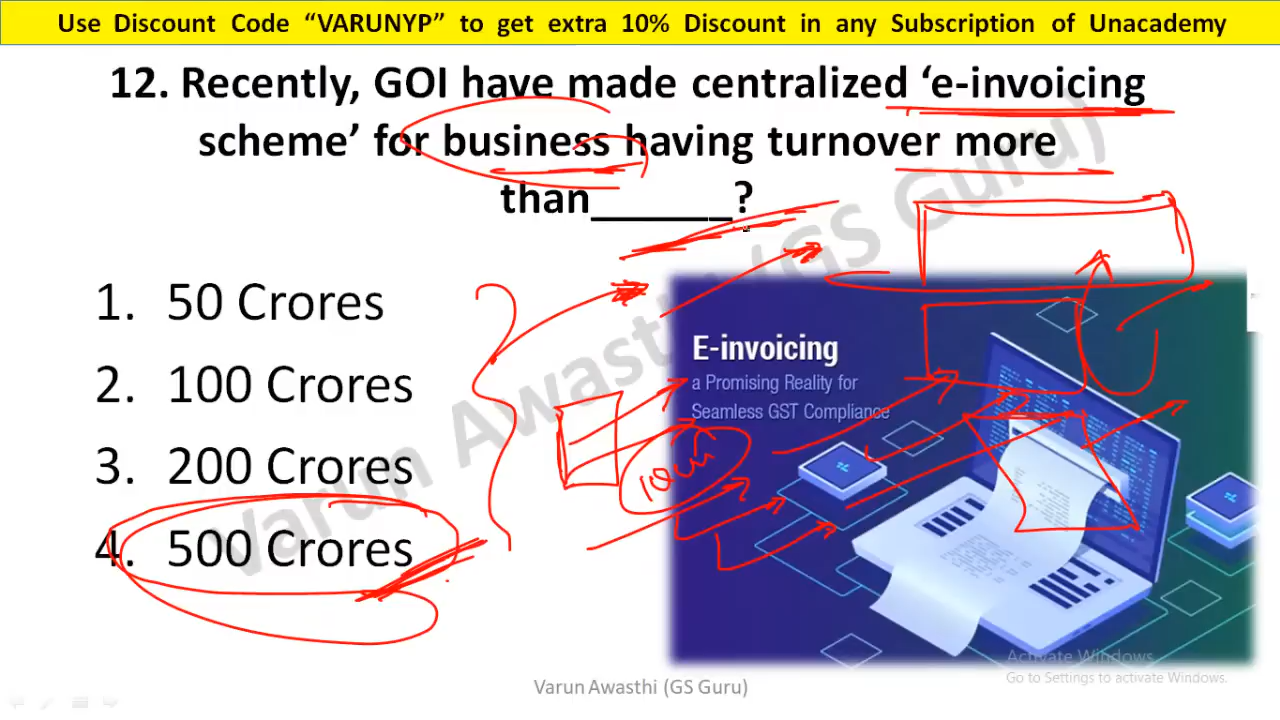 Use Discount Code “VARUNYP” to get extra 10% Discount in any Subscription of Unacademy
12. Recently, GOI have made centralized ‘e-invoicing
scheme’ for business having turnover more
than______?
1. 50 Crores
2. 100 Crores
3. 200 Crores
4. 500 Crores
E-invoicing
a Promising Reality for
Seamless GST Compliance
Varun Awasthi (GS Guru)
Activate Windows
Go to Settings to activate Windows.
Varun Awasthi (GS Guru)